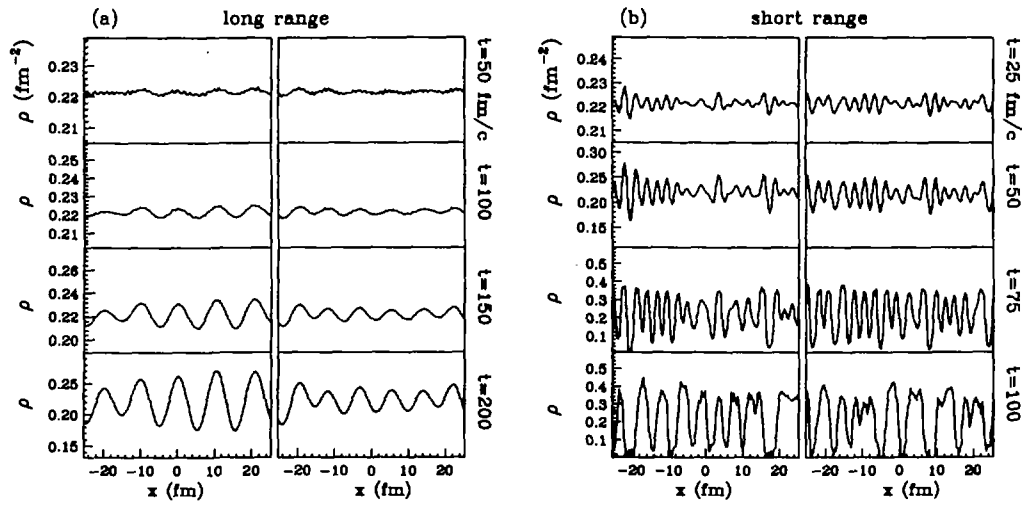 (a) long range
ρ (fm⁻²)
0.23
0.22
0.21
t=50 fm/c
ρ
0.25
0.24
0.23
0.22
0.21
t=100
ρ
0.26
0.24
0.22
0.20
t=150
ρ
0.25
0.20
0.15
t=200
−20 −10 0 10 20 −20 −10 0 10 20
x (fm) x (fm)
(b) short range
ρ (fm⁻²)
0.24
0.22
0.20
t=25 fm/c
ρ
0.30
0.25
0.20
0.15
t=50
ρ
0.5
0.4
0.3
0.2
0.1
t=75
ρ
0.5
0.4
0.3
0.2
0.1
t=100
−20 −10 0 10 20 −20 −10 0 10 20
x (fm) x (fm)